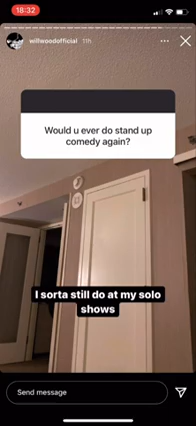 18:32
willwoodofficial 11h
Would u ever do stand up
comedy again?
I sorta still do at my solo
shows
Send message